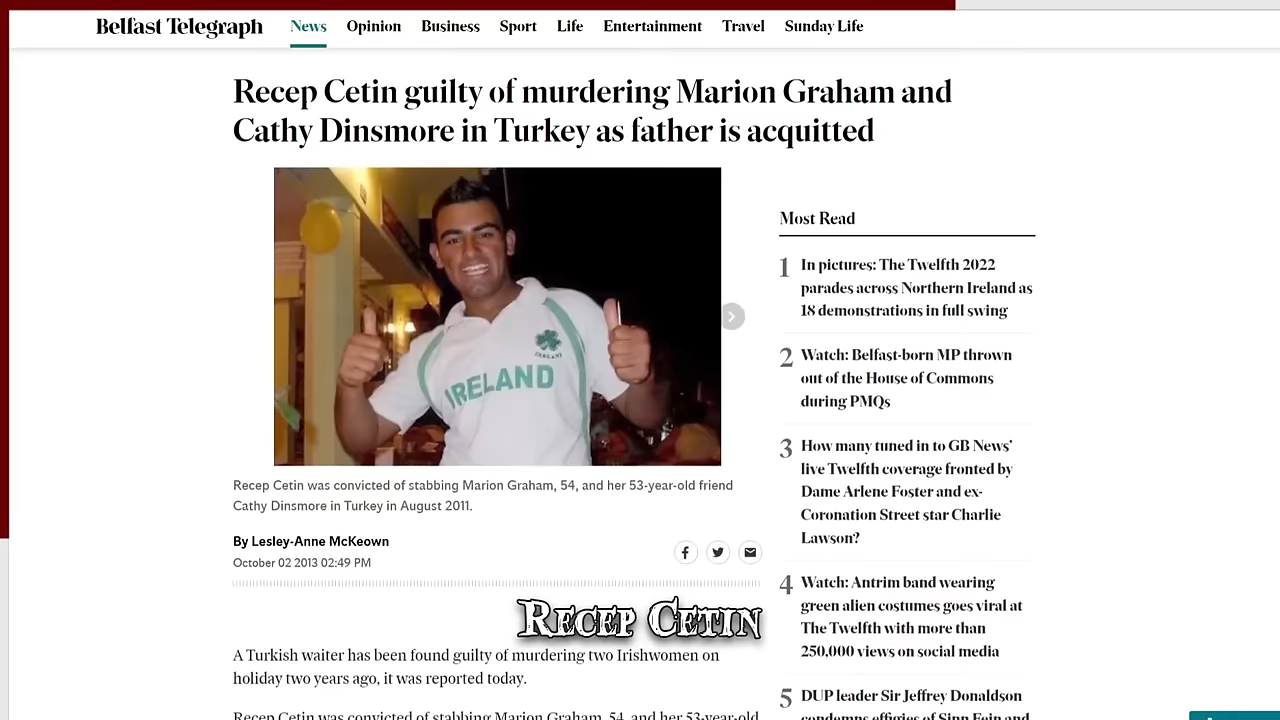 Belfast Telegraph
News Opinion Business Sport Life Entertainment Travel Sunday Life
Recep Cetin guilty of murdering Marion Graham and
Cathy Dinsmore in Turkey as father is acquitted
IRELAND
IRELAND
Recep Cetin was convicted of stabbing Marion Graham, 54, and her 53-year-old friend
Cathy Dinsmore in Turkey in August 2011.
By Lesley-Anne McKeown
October 02 2013 02:49 PM
Recep Cetin
A Turkish waiter has been found guilty of murdering two Irishwomen on
holiday two years ago, it was reported today.
Recep Cetin was convicted of stabbing Marion Graham, 54, and her 53-year-old
Most Read
1 In pictures: The Twelfth 2022
parades across Northern Ireland as
18 demonstrations in full swing
2 Watch: Belfast-born MP thrown
out of the House of Commons
during PMQs
3 How many tuned in to GB News'
live Twelfth coverage fronted by
Dame Arlene Foster and ex-
Coronation Street star Charlie
Lawson?
4 Watch: Antrim band wearing
green alien costumes goes viral at
The Twelfth with more than
250,000 views on social media
5 DUP leader Sir Jeffrey Donaldson
condemns effigies of Sinn Fein and